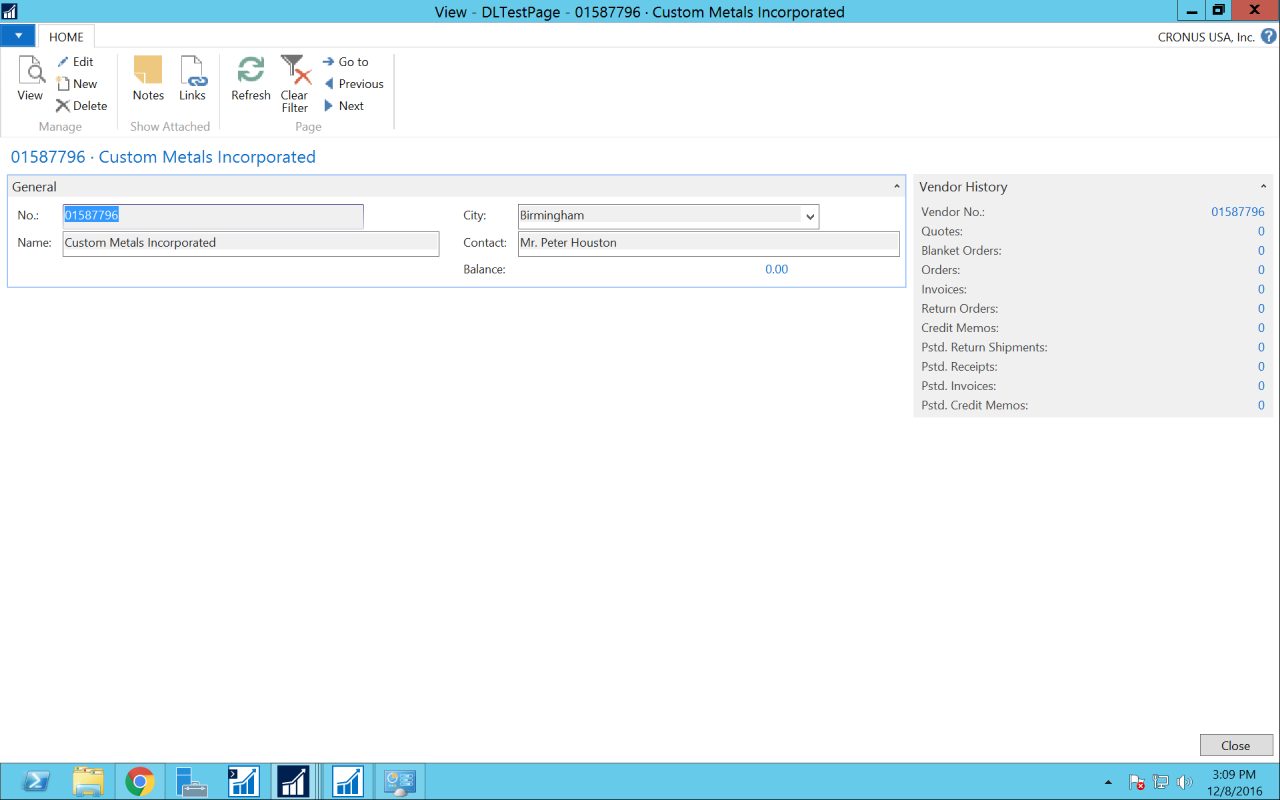 View - DLTestPage - 01587796 · Custom Metals Incorporated
HOME
CRONUS USA, Inc. ?
View
Edit
New
Delete
Manage
Notes
Links
Show Attached
Refresh
Clear
Filter
Go to
Previous
Next
Page
01587796 · Custom Metals Incorporated
General
No.: 01587796
Name: Custom Metals Incorporated
City: Birmingham
Contact: Mr. Peter Houston
Balance: 0.00
Vendor History
Vendor No.: 01587796
Quotes: 0
Blanket Orders: 0
Orders: 0
Invoices: 0
Return Orders: 0
Credit Memos: 0
Pstd. Return Shipments: 0
Pstd. Receipts: 0
Pstd. Invoices: 0
Pstd. Credit Memos: 0
Close
3:09 PM
12/8/2016